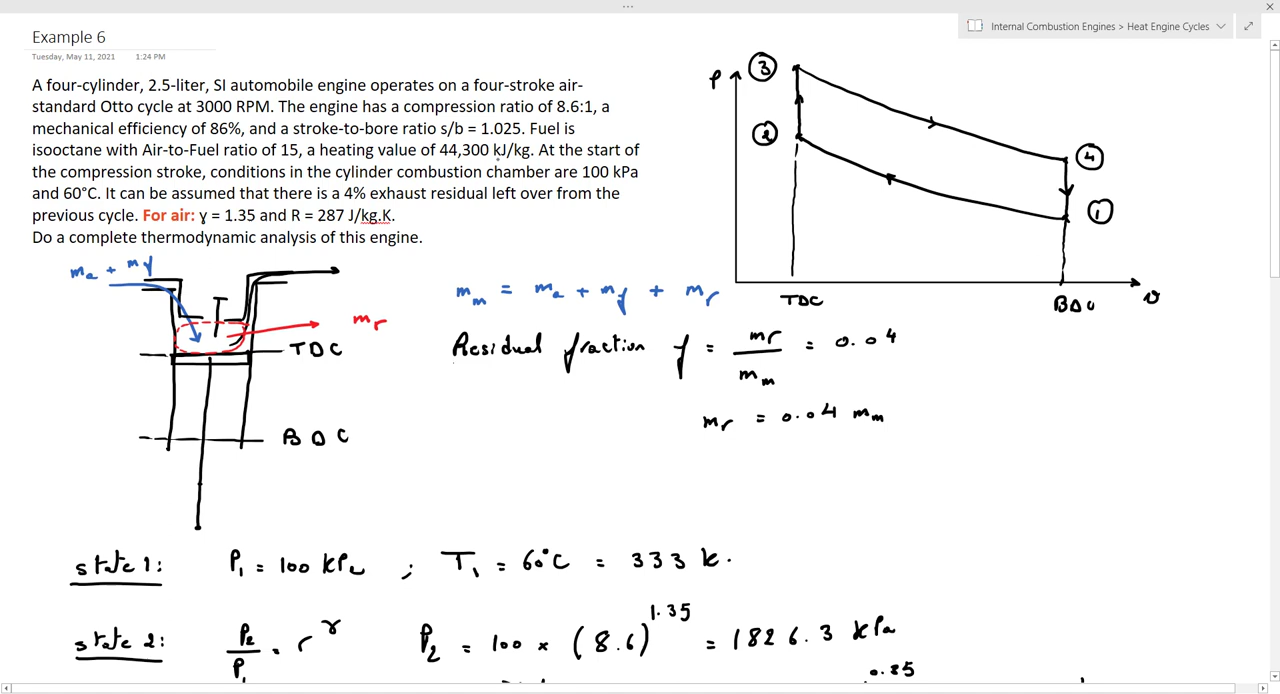 Internal Combustion Engines > Heat Engine Cycles
Example 6
Tuesday, May 11, 2021 1:24 PM
A four-cylinder, 2.5-liter, SI automobile engine operates on a four-stroke air-
standard Otto cycle at 3000 RPM. The engine has a compression ratio of 8.6:1, a
mechanical efficiency of 86%, and a stroke-to-bore ratio s/b = 1.025. Fuel is
isooctane with Air-to-Fuel ratio of 15, a heating value of 44,300 kJ/kg. At the start of
the compression stroke, conditions in the cylinder combustion chamber are 100 kPa
and 60°C. It can be assumed that there is a 4% exhaust residual left over from the
previous cycle. For air: γ = 1.35 and R = 287 J/kg.K.
Do a complete thermodynamic analysis of this engine.
P
3
2
4
1
TDC
BDC
v
ma + mf
mr
TDC
BDC
mm = ma + mf + mr
Residual fraction f = mr / mm = 0.04
mr = 0.04 mm
state 1: P1 = 100 kPa ; T1 = 60°C = 333 k.
state 2: P2 / P1 = r^γ P2 = 100 × (8.6)^1.35 = 1826.3 kPa